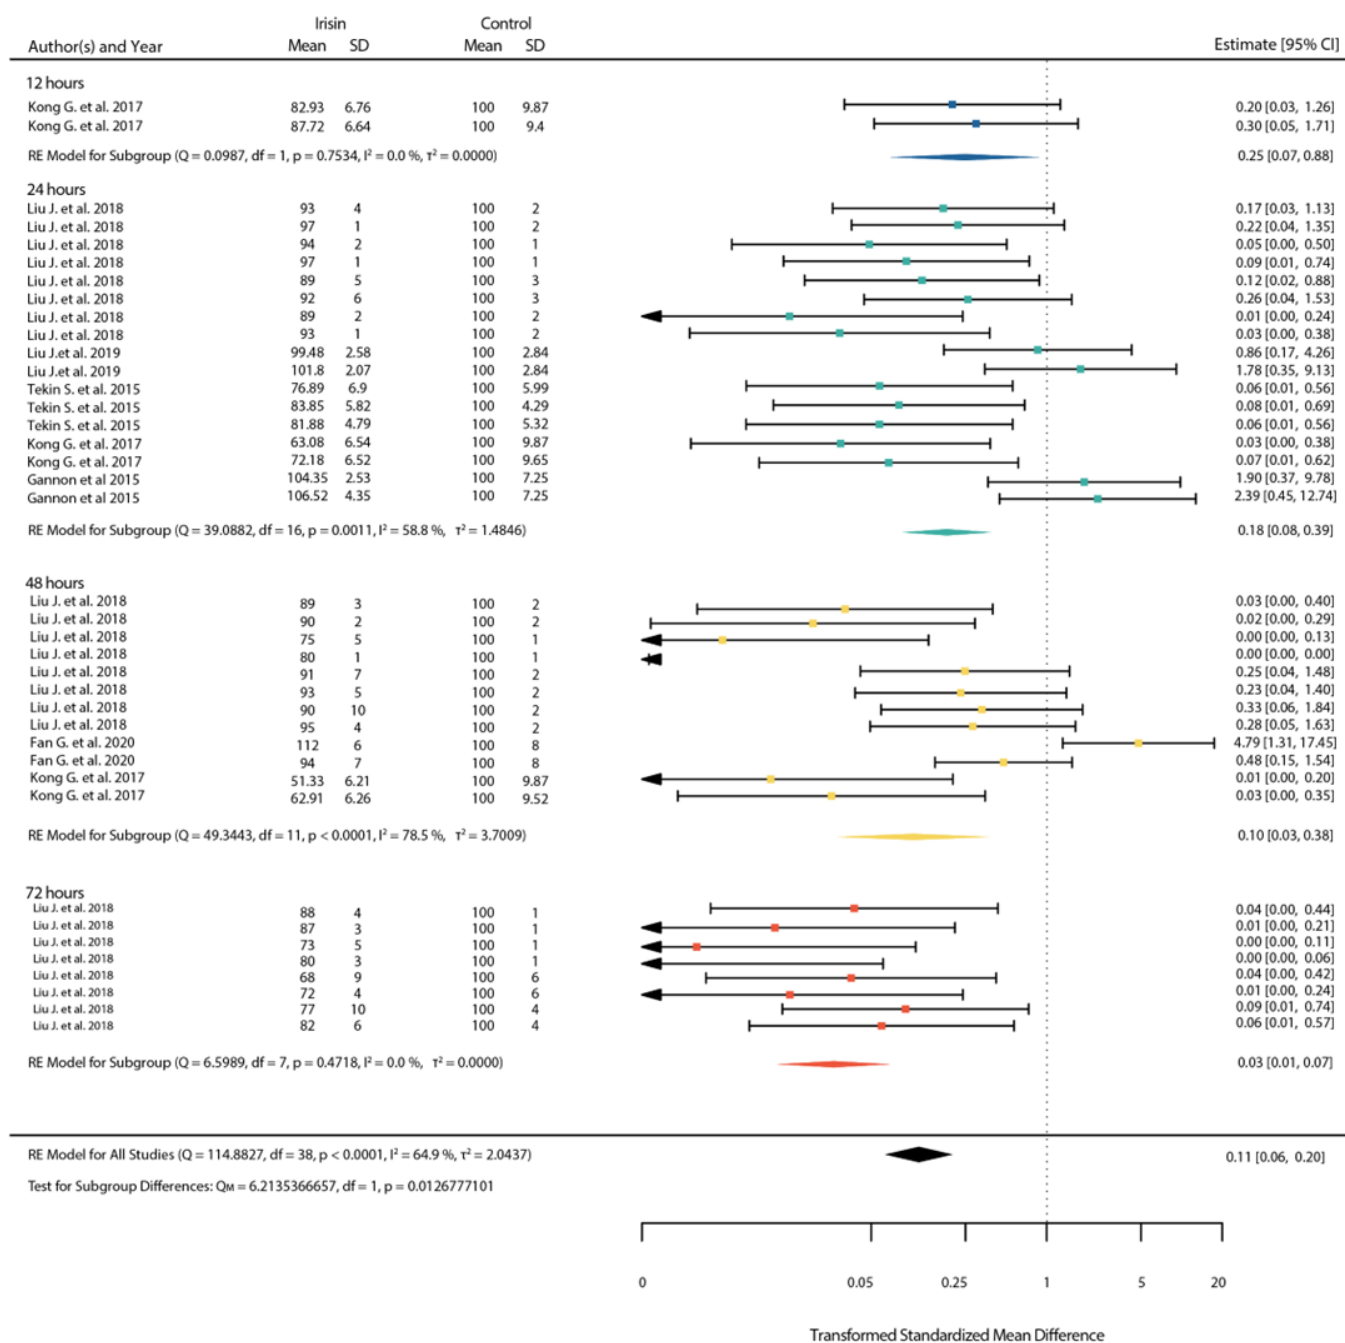 Irisin Control
Author(s) and Year Mean SD Mean SD Estimate [95% CI]
12 hours
Kong G. et al. 2017 82.93 6.76 100 9.87 0.20 [0.03, 1.26]
Kong G. et al. 2017 87.72 6.64 100 9.4 0.30 [0.05, 1.71]
RE Model for Subgroup (Q = 0.0987, df = 1, p = 0.7534, I² = 0.0 %, τ² = 0.0000) 0.25 [0.07, 0.88]
24 hours
Liu J. et al. 2018 93 4 100 2 0.17 [0.03, 1.13]
Liu J. et al. 2018 97 1 100 2 0.22 [0.04, 1.35]
Liu J. et al. 2018 94 2 100 1 0.05 [0.00, 0.50]
Liu J. et al. 2018 97 1 100 1 0.09 [0.01, 0.74]
Liu J. et al. 2018 89 5 100 3 0.12 [0.02, 0.88]
Liu J. et al. 2018 92 6 100 3 0.26 [0.04, 1.53]
Liu J. et al. 2018 89 2 100 2 0.01 [0.00, 0.24]
Liu J. et al. 2018 93 1 100 2 0.03 [0.00, 0.38]
Liu J.et al. 2019 99.48 2.58 100 2.84 0.86 [0.17, 4.26]
Liu J.et al. 2019 101.8 2.07 100 2.84 1.78 [0.35, 9.13]
Tekin S. et al. 2015 76.89 6.9 100 5.99 0.06 [0.01, 0.56]
Tekin S. et al. 2015 83.85 5.82 100 4.29 0.08 [0.01, 0.69]
Tekin S. et al. 2015 81.88 4.79 100 5.32 0.06 [0.01, 0.56]
Kong G. et al. 2017 63.08 6.54 100 9.87 0.03 [0.00, 0.38]
Kong G. et al. 2017 72.18 6.52 100 9.65 0.07 [0.01, 0.62]
Gannon et al 2015 104.35 2.53 100 7.25 1.90 [0.37, 9.78]
Gannon et al 2015 106.52 4.35 100 7.25 2.39 [0.45, 12.74]
RE Model for Subgroup (Q = 39.0882, df = 16, p = 0.0011, I² = 58.8 %, τ² = 1.4846) 0.18 [0.08, 0.39]
48 hours
Liu J. et al. 2018 89 3 100 2 0.03 [0.00, 0.40]
Liu J. et al. 2018 90 2 100 2 0.02 [0.00, 0.29]
Liu J. et al. 2018 75 5 100 1 0.00 [0.00, 0.13]
Liu J. et al. 2018 80 1 100 1 0.00 [0.00, 0.00]
Liu J. et al. 2018 91 7 100 2 0.25 [0.04, 1.48]
Liu J. et al. 2018 93 5 100 2 0.23 [0.04, 1.40]
Liu J. et al. 2018 90 10 100 2 0.33 [0.06, 1.84]
Liu J. et al. 2018 95 4 100 2 0.28 [0.05, 1.63]
Fan G. et al. 2020 112 6 100 8 4.79 [1.31, 17.45]
Fan G. et al. 2020 94 7 100 8 0.48 [0.15, 1.54]
Kong G. et al. 2017 51.33 6.21 100 9.87 0.01 [0.00, 0.20]
Kong G. et al. 2017 62.91 6.26 100 9.52 0.03 [0.00, 0.35]
RE Model for Subgroup (Q = 49.3443, df = 11, p < 0.0001, I² = 78.5 %, τ² = 3.7009) 0.10 [0.03, 0.38]
72 hours
Liu J. et al. 2018 88 4 100 1 0.04 [0.00, 0.44]
Liu J. et al. 2018 87 3 100 1 0.01 [0.00, 0.21]
Liu J. et al. 2018 73 5 100 1 0.00 [0.00, 0.11]
Liu J. et al. 2018 80 3 100 1 0.00 [0.00, 0.06]
Liu J. et al. 2018 68 9 100 6 0.04 [0.00, 0.42]
Liu J. et al. 2018 72 4 100 6 0.01 [0.00, 0.24]
Liu J. et al. 2018 77 10 100 4 0.09 [0.01, 0.74]
Liu J. et al. 2018 82 6 100 4 0.06 [0.01, 0.57]
RE Model for Subgroup (Q = 6.5989, df = 7, p = 0.4718, I² = 0.0 %, τ² = 0.0000) 0.03 [0.01, 0.07]
RE Model for All Studies (Q = 114.8827, df = 38, p < 0.0001, I² = 64.9 %, τ² = 2.0437) 0.11 [0.06, 0.20]
Test for Subgroup Differences: Qᴍ = 6.2135366657, df = 1, p = 0.0126777101
0 0.05 0.25 1 5 20
Transformed Standardized Mean Difference